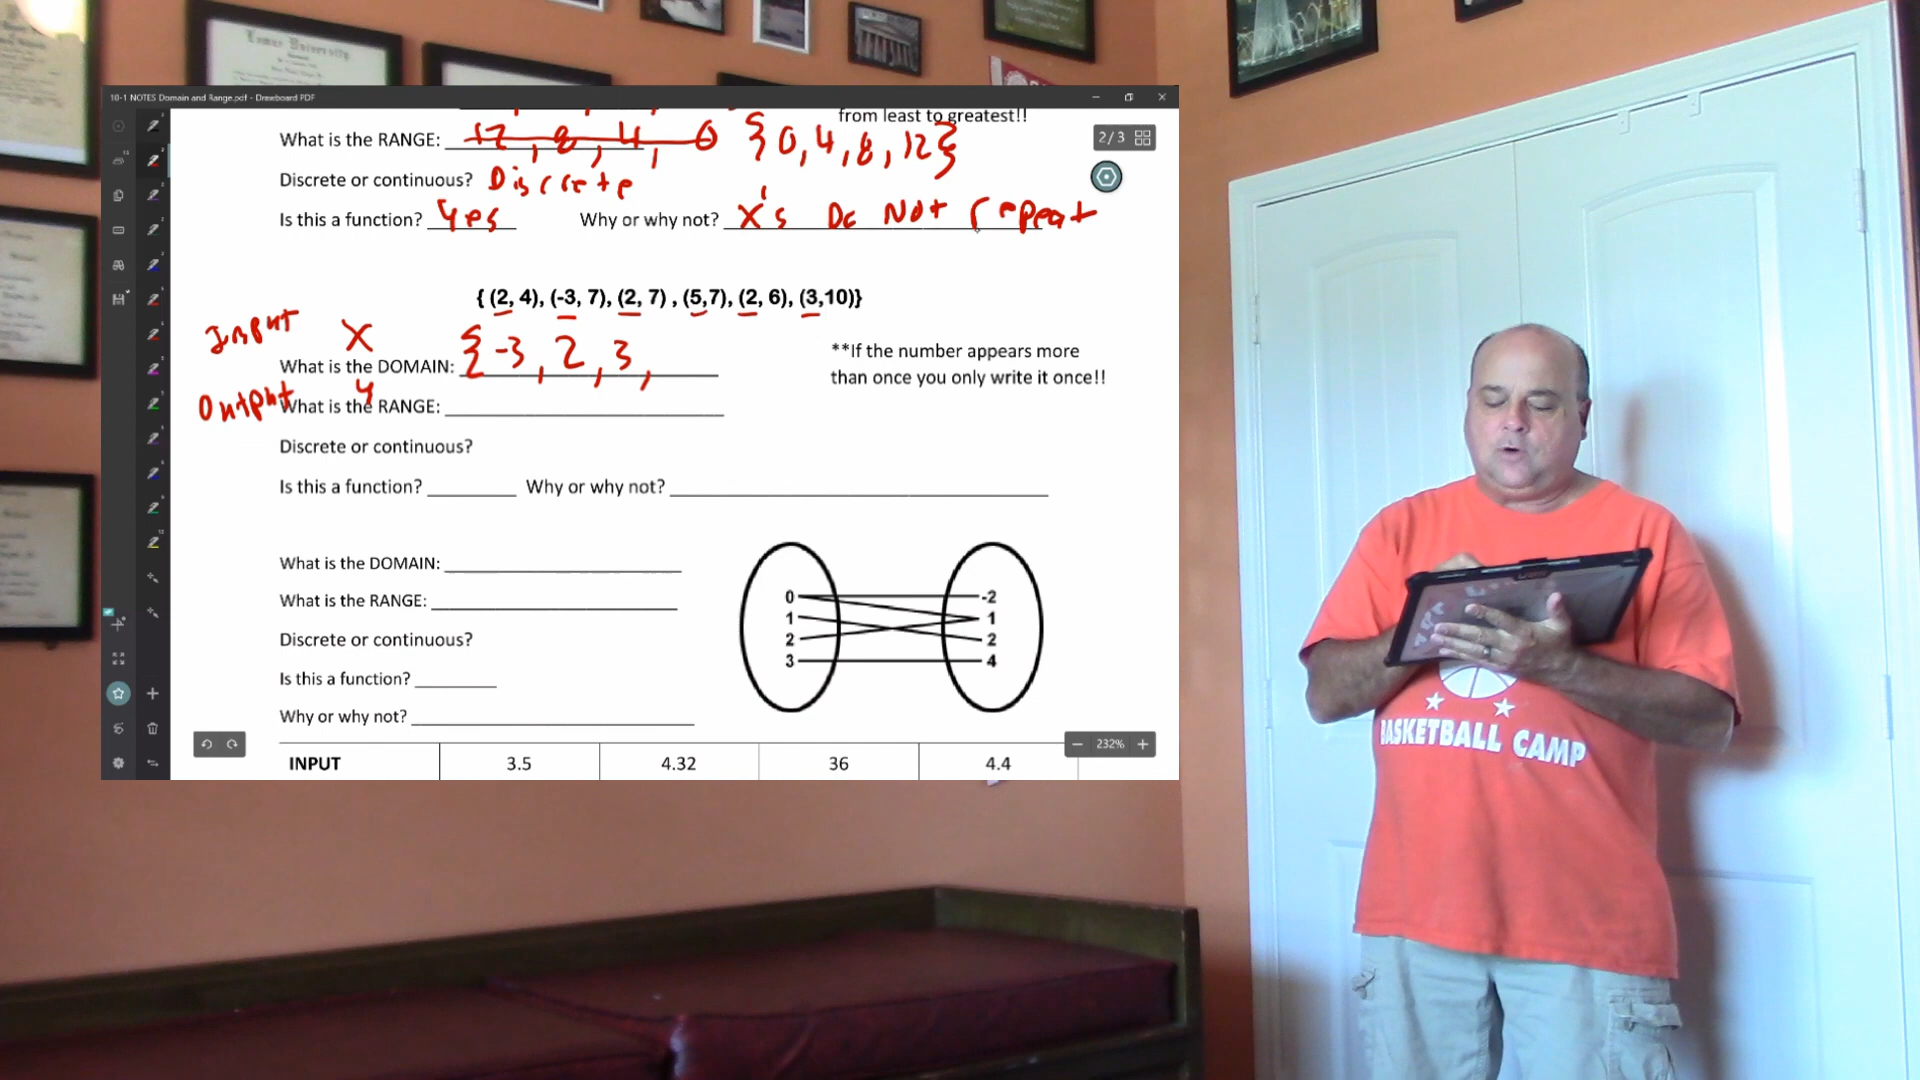 Lamar University
10-1 NOTES Domain and Range.pdf - Drawboard PDF
from least to greatest!!
What is the RANGE: 12, 8, 4, 0 {0, 4, 8, 12}
2 / 3
Discrete or continuous? Discrete
Is this a function? Yes Why or why not? X's Do Not repeat
{ (2, 4), (-3, 7), (2, 7) , (5,7), (2, 6), (3,10)}
Input X
What is the DOMAIN: {-3, 2, 3,
**If the number appears more
than once you only write it once!!
Output y
What is the RANGE:
Discrete or continuous?
Is this a function? Why or why not?
What is the DOMAIN:
What is the RANGE:
Discrete or continuous?
Is this a function?
Why or why not?
0 -2
1 1
2 2
3 4
232%
INPUT 3.5 4.32 36 4.4
BASKETBALL CAMP